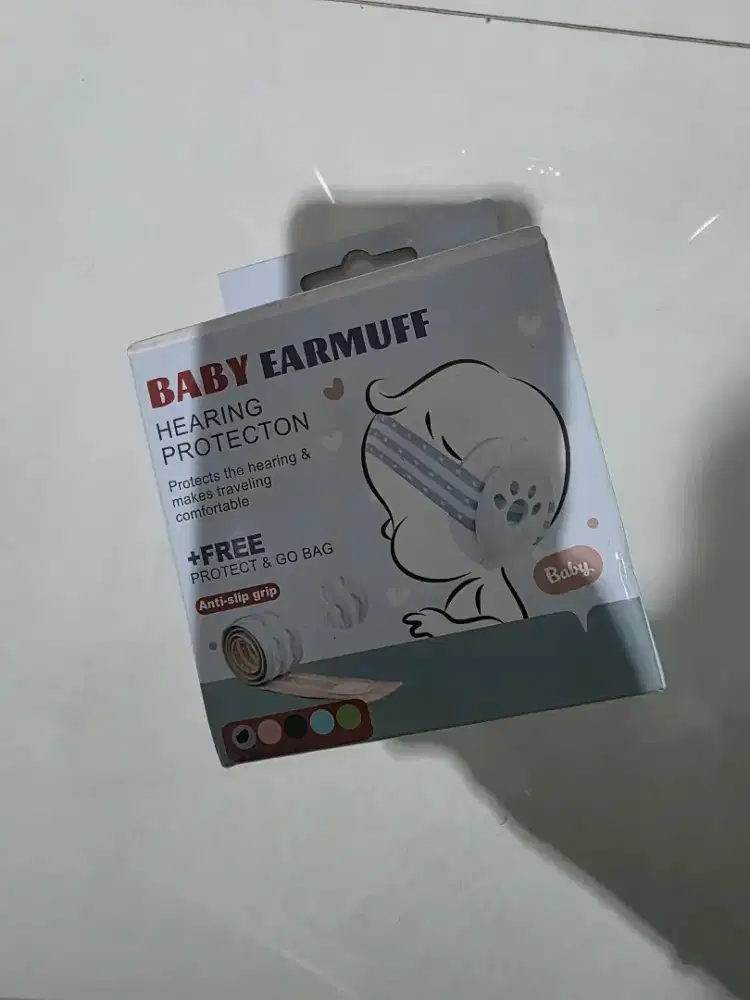 BABY EARMUFF
HEARING
PROTECTON
Protects the hearing &
makes traveling
comfortable
+FREE
PROTECT & GO BAG
Anti-slip grip
Baby